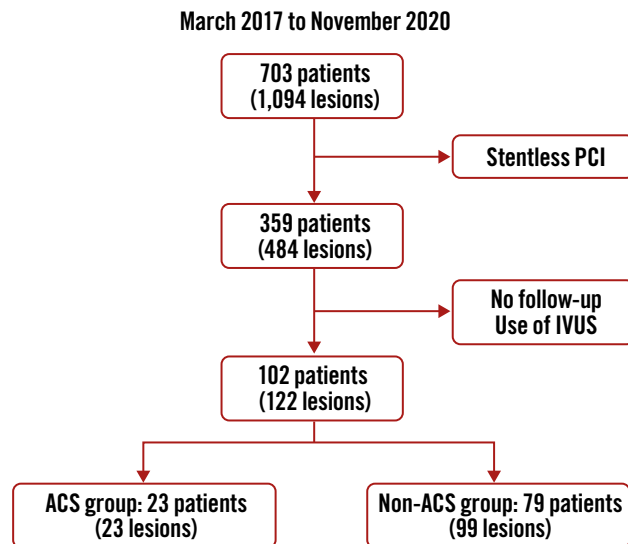 March 2017 to November 2020
703 patients
(1,094 lesions)
Stentless PCI
359 patients
(484 lesions)
No follow-up
Use of IVUS
102 patients
(122 lesions)
ACS group: 23 patients
(23 lesions)
Non-ACS group: 79 patients
(99 lesions)